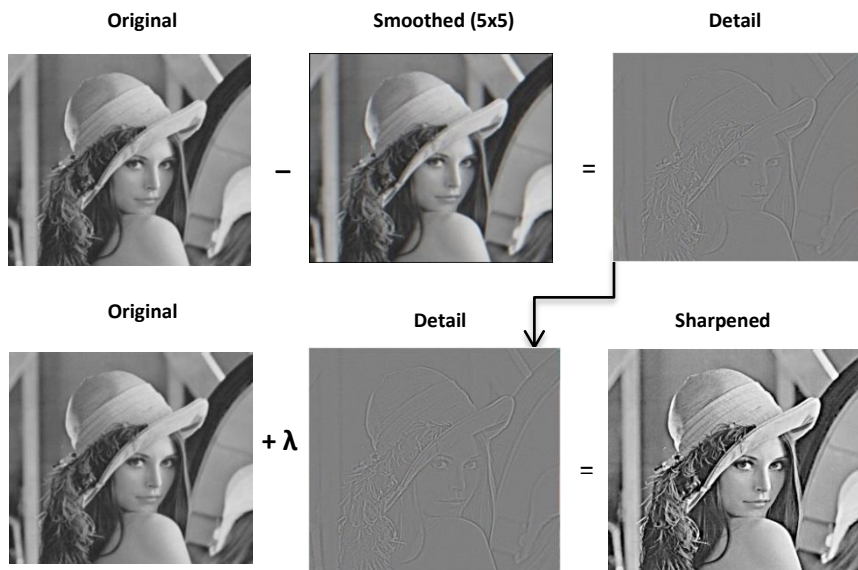 Original Smoothed (5x5) Detail
− =
Original Detail Sharpened
+ λ =